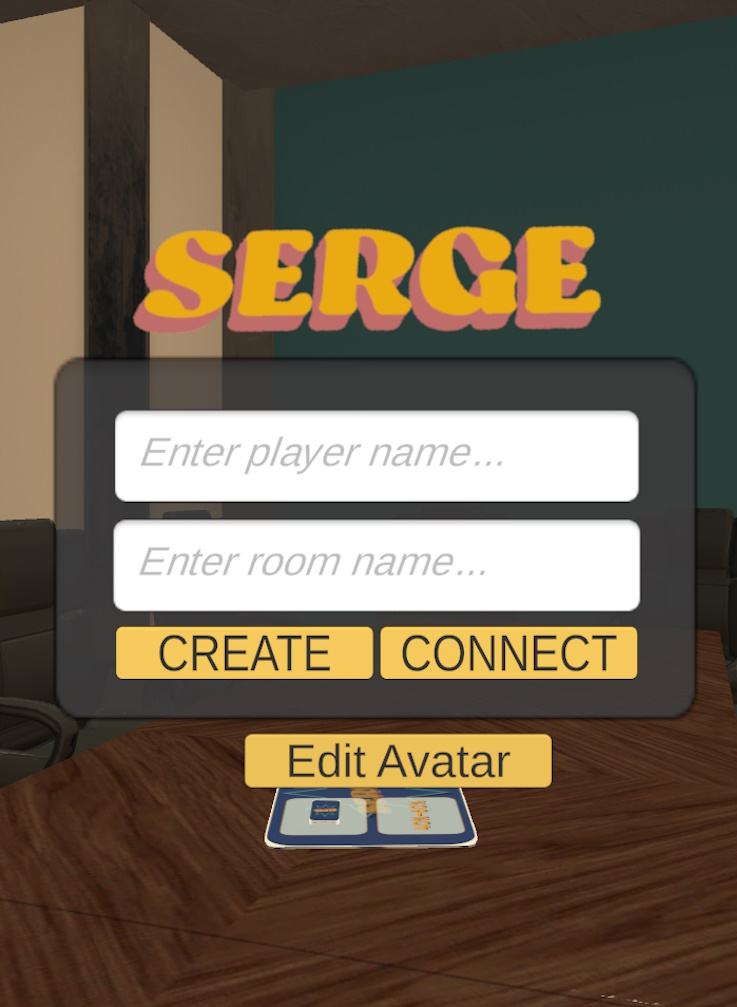 SERGE
Enter player name...
Enter room name...
CREATE CONNECT
Edit Avatar